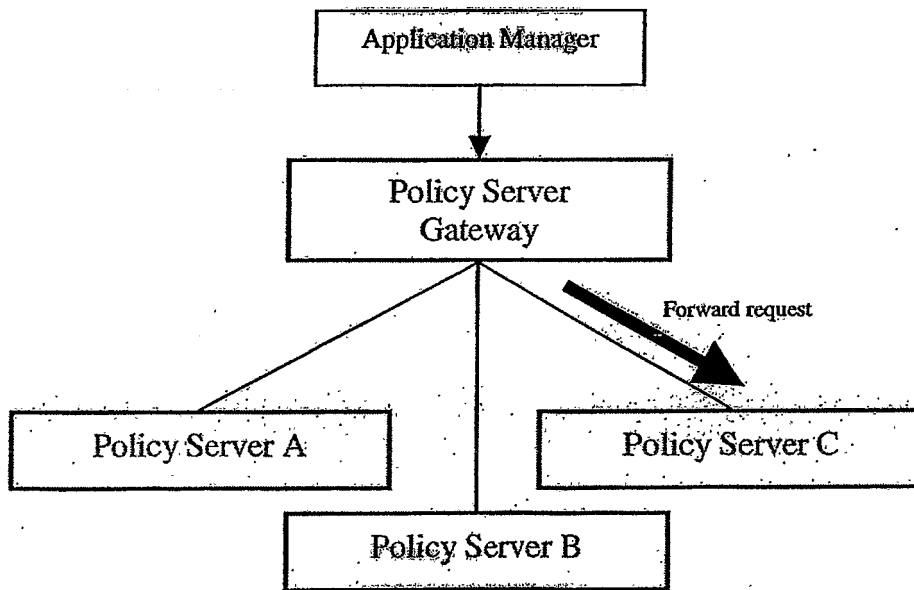 Application Manager
Policy Server
Gateway
Forward request
Policy Server A
Policy Server C
Policy Server B